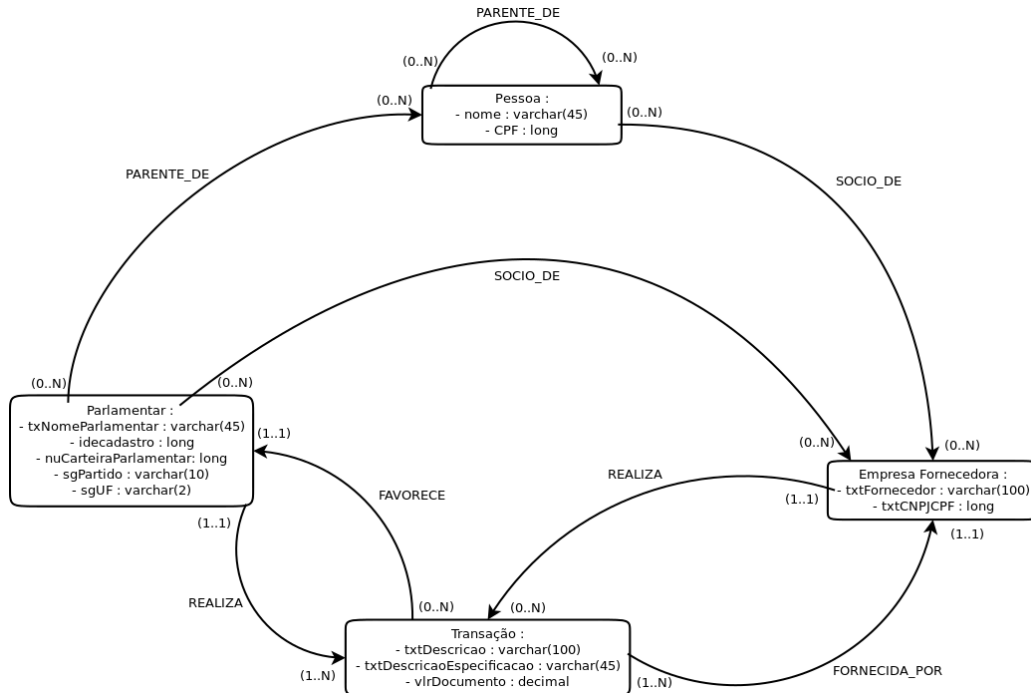 PARENTE_DE
(0..N)
(0..N)
(0..N)
Pessoa :
- nome : varchar(45)
- CPF : long
(0..N)
PARENTE_DE
SOCIO_DE
SOCIO_DE
(0..N)
(0..N)
Parlamentar :
- txNomeParlamentar : varchar(45)
- idecadastro : long
- nuCarteiraParlamentar: long
- sgPartido : varchar(10)
- sgUF : varchar(2)
(1..1)
(0..N)
(0..N)
Empresa Fornecedora :
- txtFornecedor : varchar(100)
- txtCNPJCPF : long
REALIZA
(1..1)
FAVORECE
(1..1)
(1..1)
REALIZA
(0..N)
(0..N)
Transação :
- txtDescricao : varchar(100)
- txtDescricaoEspecificacao : varchar(45)
- vlrDocumento : decimal
(1..N)
(1..N)
FORNECIDA_POR